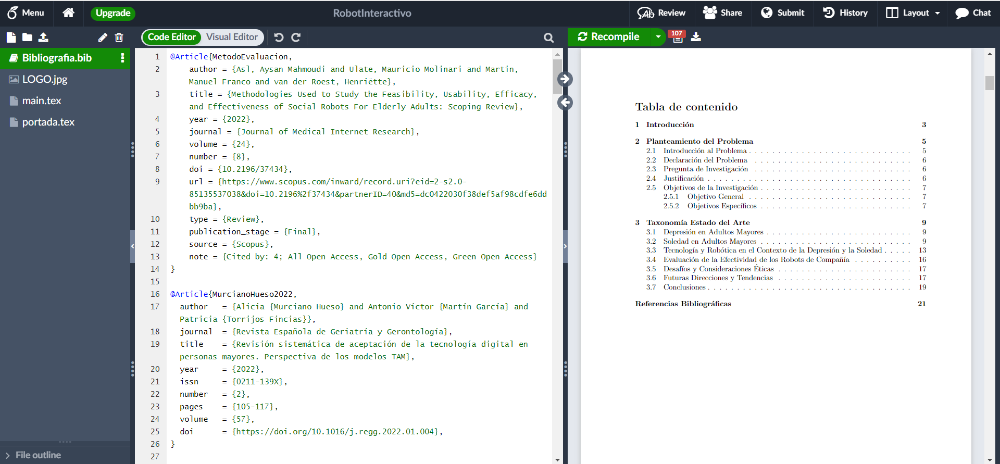 Menu
Upgrade
RobotInteractivo
Review
Share
Submit
History
Layout
Chat
Code Editor
Visual Editor
Recompile
107
Bibliografia.bib
LOGO.jpg
main.tex
portada.tex
File outline
1 @Article{MetodoEvaluacion,
2 author = {Asl, Aysan Mahmoudi and Ulate, Mauricio Molinari and Martin,
Manuel Franco and van der Roest, Henriëtte},
3 title = {Methodologies Used to Study the Feasibility, Usability, Efficacy,
and Effectiveness of Social Robots For Elderly Adults: Scoping Review},
4 year = {2022},
5 journal = {Journal of Medical Internet Research},
6 volume = {24},
7 number = {8},
8 doi = {10.2196/37434},
9 url = {https://www.scopus.com/inward/record.uri?eid=2-s2.0-
85135537038&doi=10.2196%2f37434&partnerID=40&md5=dc0422030f38def5af98cdfe6dd
bb9ba},
10 type = {Review},
11 publication_stage = {Final},
12 source = {Scopus},
13 note = {Cited by: 4; All Open Access, Gold Open Access, Green Open Access}
14 }
15
16 @Article{MurcianoHueso2022,
17 author = {Alicia {Murciano Hueso} and Antonio Víctor {Martín García} and
Patricia {Torrijos Fincias}},
18 journal = {Revista Española de Geriatría y Gerontología},
19 title = {Revisión sistemática de aceptación de la tecnología digital en
personas mayores. Perspectiva de los modelos TAM},
20 year = {2022},
21 issn = {0211-139X},
22 number = {2},
23 pages = {105-117},
24 volume = {57},
25 doi = {https://doi.org/10.1016/j.regg.2022.01.004},
26 }
27
Tabla de contenido
1 Introducción 3
2 Planteamiento del Problema 5
2.1 Introducción al Problema . . . . . . . . . . . . . . . . . . . . . . . . . . . 5
2.2 Declaración del Problema . . . . . . . . . . . . . . . . . . . . . . . . . . 6
2.3 Pregunta de Investigación . . . . . . . . . . . . . . . . . . . . . . . . . . 6
2.4 Justificación . . . . . . . . . . . . . . . . . . . . . . . . . . . . . . . . 6
2.5 Objetivos de la Investigación . . . . . . . . . . . . . . . . . . . . . . . . . 7
2.5.1 Objetivo General . . . . . . . . . . . . . . . . . . . . . . . . . . . 7
2.5.2 Objetivos Específicos . . . . . . . . . . . . . . . . . . . . . . . . . 7
3 Taxonomía Estado del Arte 9
3.1 Depresión en Adultos Mayores . . . . . . . . . . . . . . . . . . . . . . . . 9
3.2 Soledad en Adultos Mayores . . . . . . . . . . . . . . . . . . . . . . . . . 9
3.3 Tecnología y Robótica en el Contexto de la Depresión y la Soledad . . . . . 13
3.4 Evaluación de la Efectividad de los Robots de Compañía . . . . . . . . . . 16
3.5 Desafíos y Consideraciones Éticas . . . . . . . . . . . . . . . . . . . . . . . 17
3.6 Futuras Direcciones y Tendencias . . . . . . . . . . . . . . . . . . . . . . . 17
3.7 Conclusiones . . . . . . . . . . . . . . . . . . . . . . . . . . . . . . . . 19
Referencias Bibliográficas 21